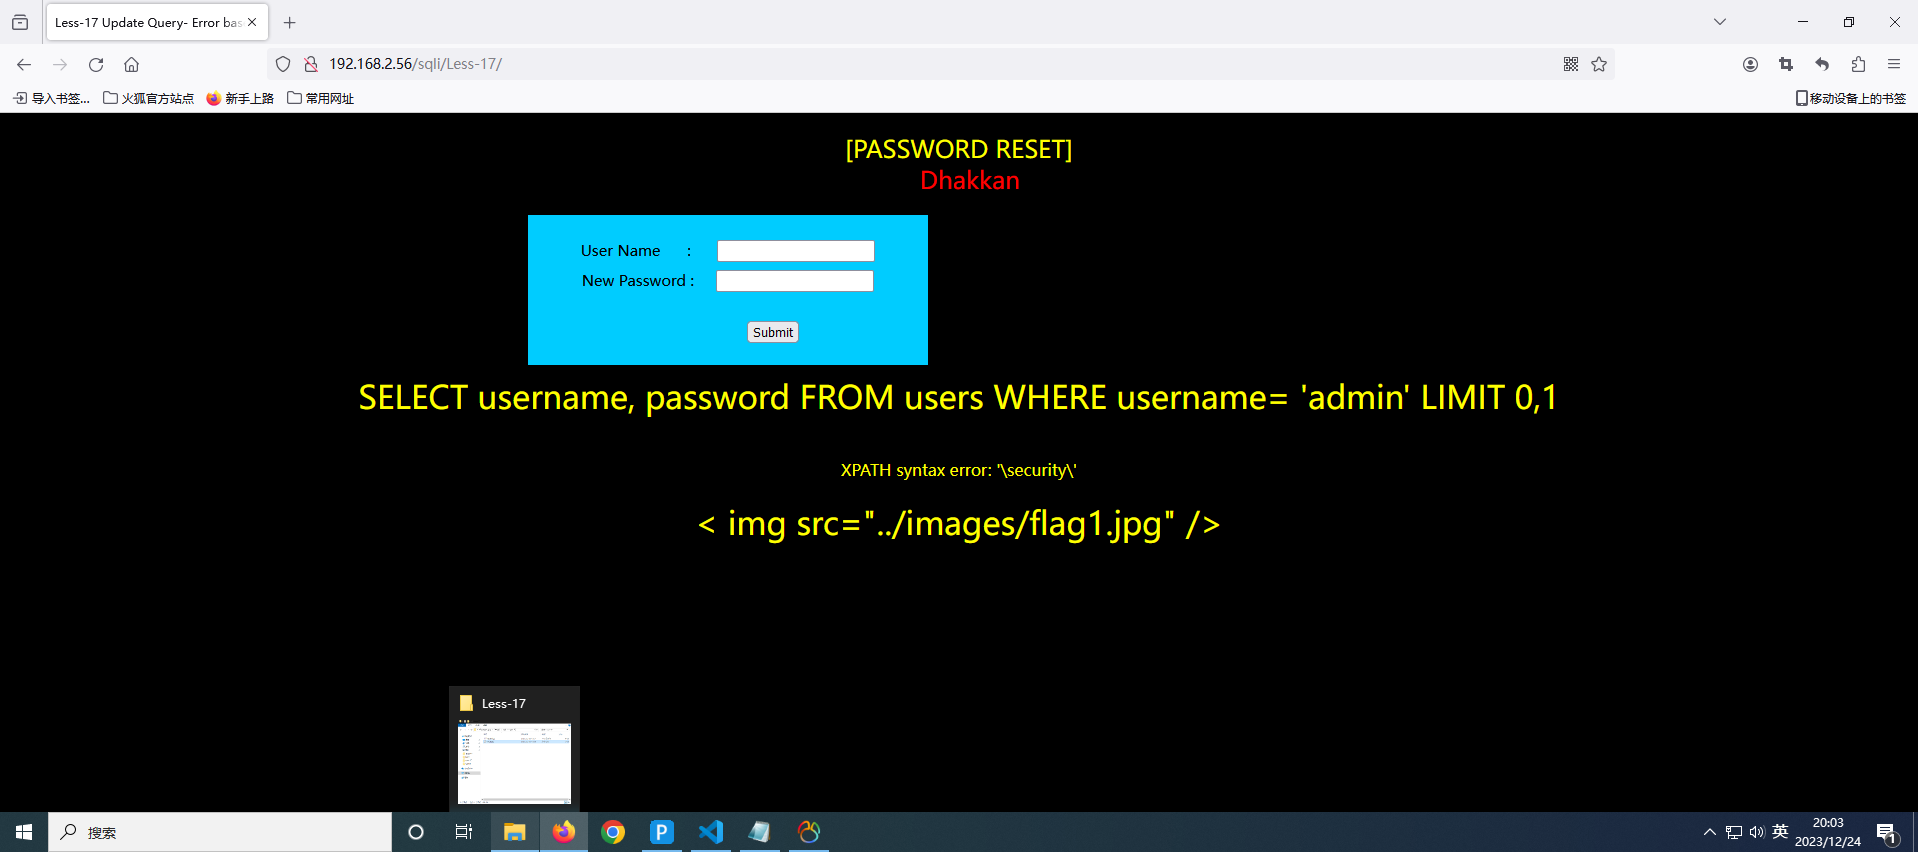 Less-17 Update Query- Error bas
192.168.2.56/sqli/Less-17/
导入书签...
火狐官方站点
新手上路
常用网址
移动设备上的书签
[PASSWORD RESET]
Dhakkan
User Name :
New Password :
Submit
SELECT username, password FROM users WHERE username= 'admin' LIMIT 0,1
XPATH syntax error: '\security\'
< img src="../images/flag1.jpg" />
Less-17
搜索
英
20:03
2023/12/24
1